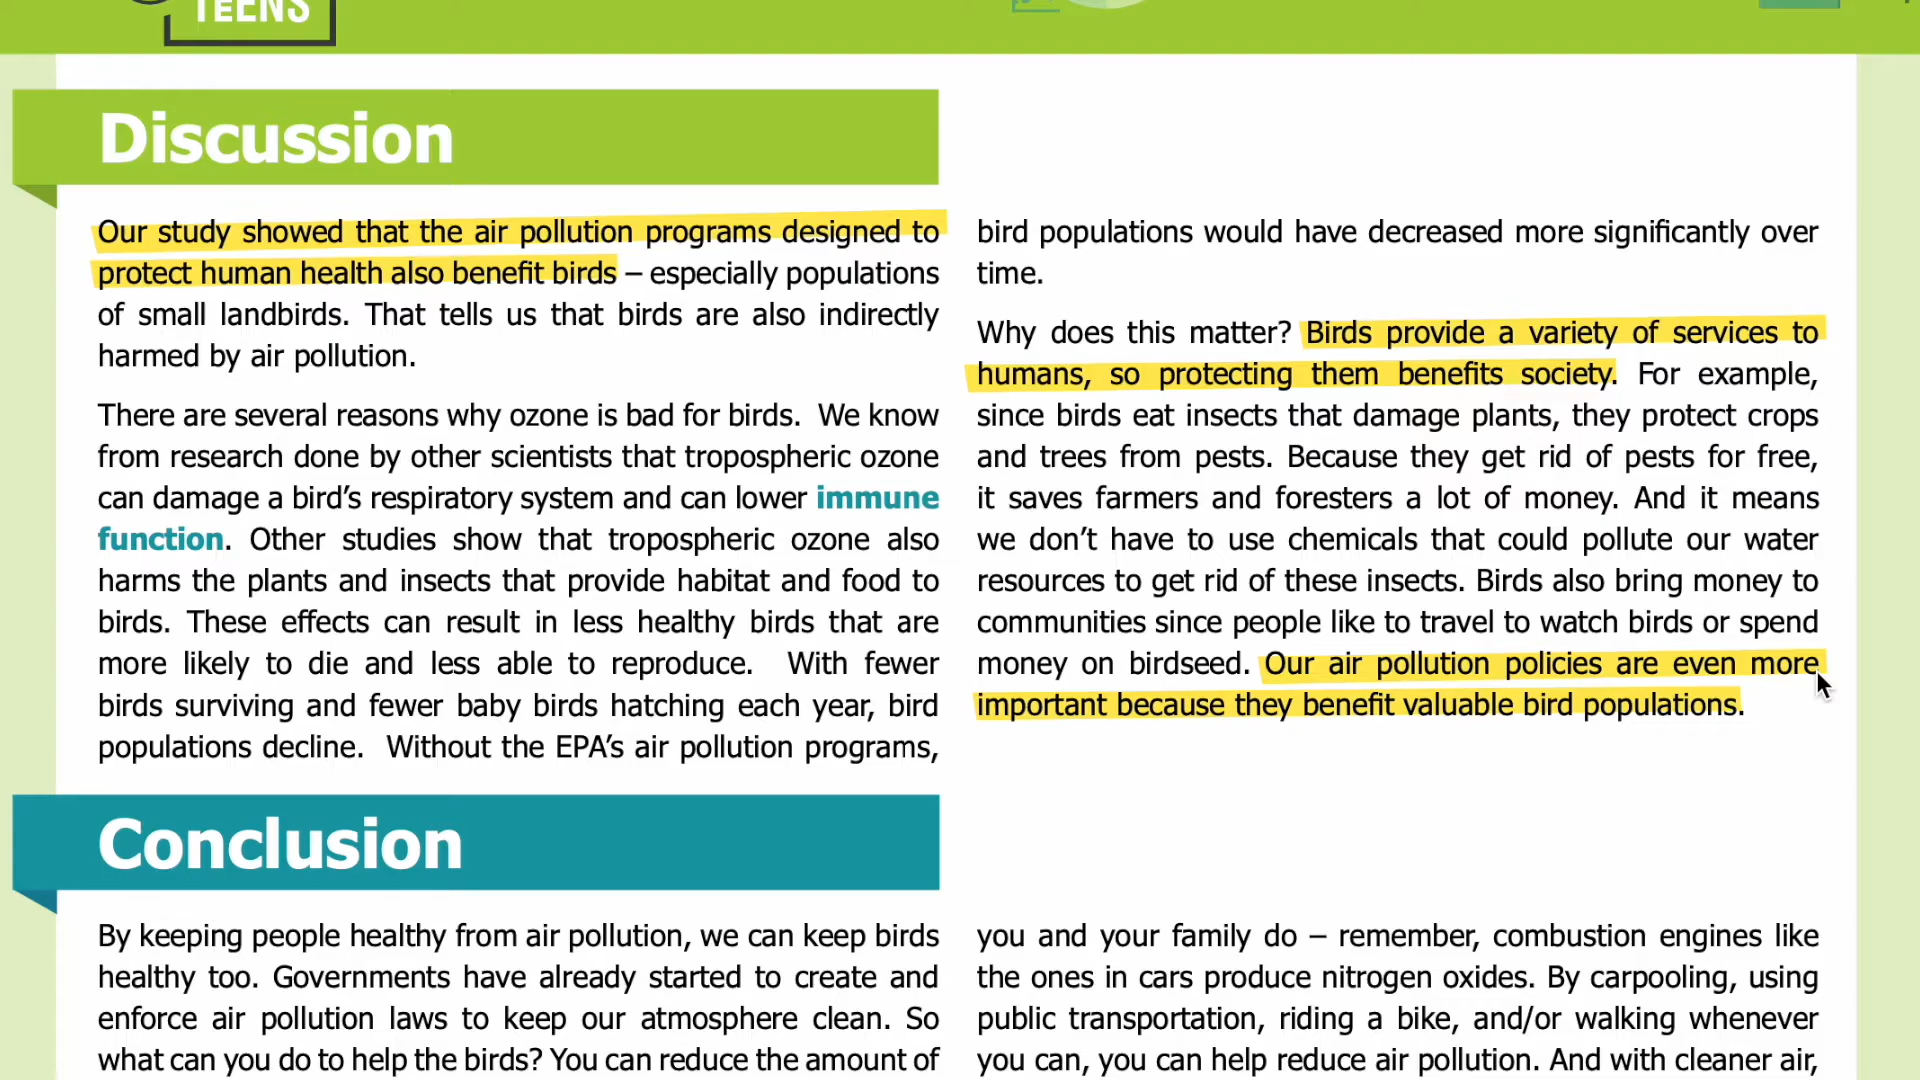 TEENS
Discussion
Our study showed that the air pollution programs designed to
protect human health also benefit birds – especially populations
of small landbirds. That tells us that birds are also indirectly
harmed by air pollution.
There are several reasons why ozone is bad for birds. We know
from research done by other scientists that tropospheric ozone
can damage a bird’s respiratory system and can lower immune
function. Other studies show that tropospheric ozone also
harms the plants and insects that provide habitat and food to
birds. These effects can result in less healthy birds that are
more likely to die and less able to reproduce. With fewer
birds surviving and fewer baby birds hatching each year, bird
populations decline. Without the EPA’s air pollution programs,
bird populations would have decreased more significantly over
time.
Why does this matter? Birds provide a variety of services to
humans, so protecting them benefits society. For example,
since birds eat insects that damage plants, they protect crops
and trees from pests. Because they get rid of pests for free,
it saves farmers and foresters a lot of money. And it means
we don’t have to use chemicals that could pollute our water
resources to get rid of these insects. Birds also bring money to
communities since people like to travel to watch birds or spend
money on birdseed. Our air pollution policies are even more
important because they benefit valuable bird populations.
Conclusion
By keeping people healthy from air pollution, we can keep birds
healthy too. Governments have already started to create and
enforce air pollution laws to keep our atmosphere clean. So
what can you do to help the birds? You can reduce the amount of
you and your family do – remember, combustion engines like
the ones in cars produce nitrogen oxides. By carpooling, using
public transportation, riding a bike, and/or walking whenever
you can, you can help reduce air pollution. And with cleaner air,